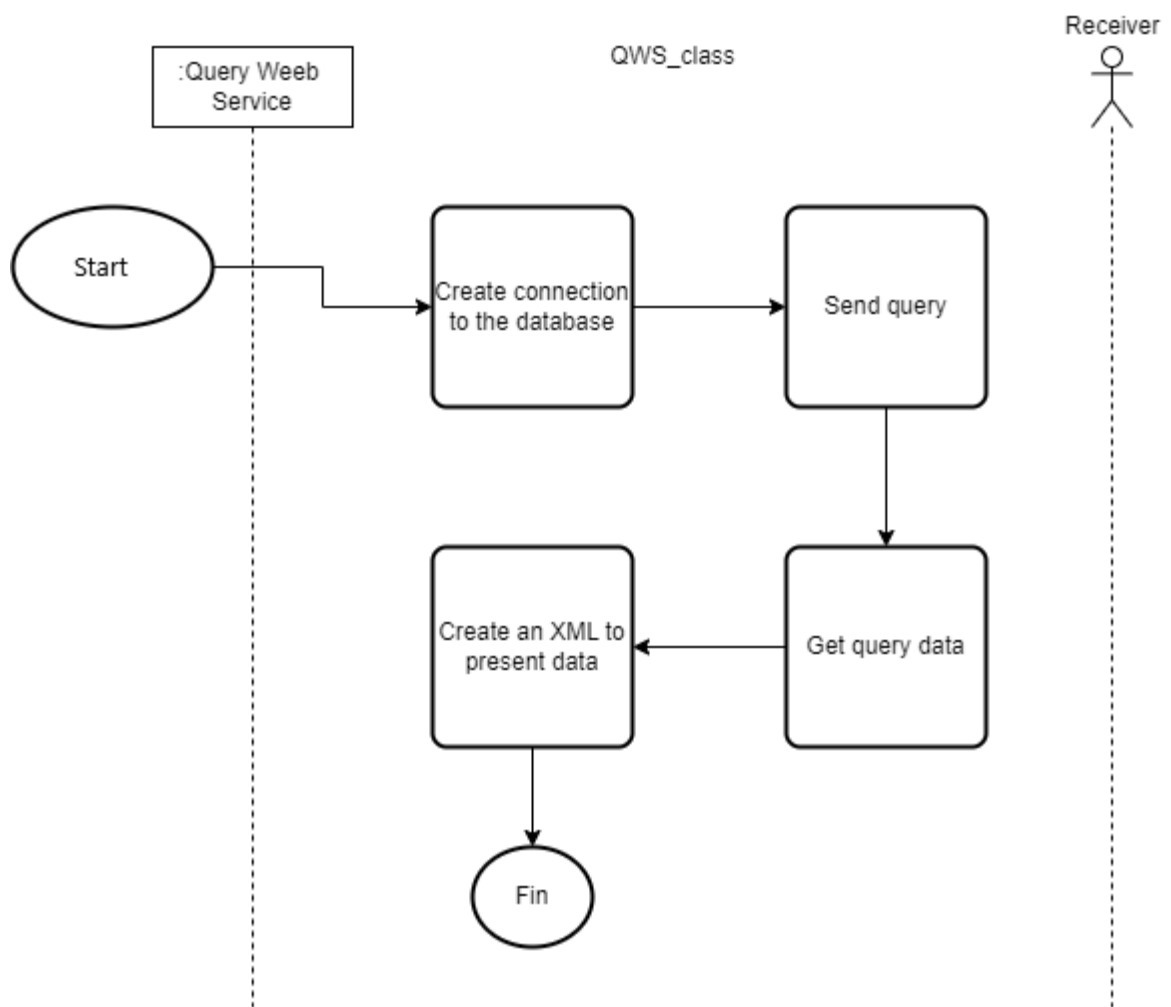 Receiver
QWS_class
:Query Weeb
Service
Start
Create connection
to the database
Send query
Create an XML to
present data
Get query data
Fin